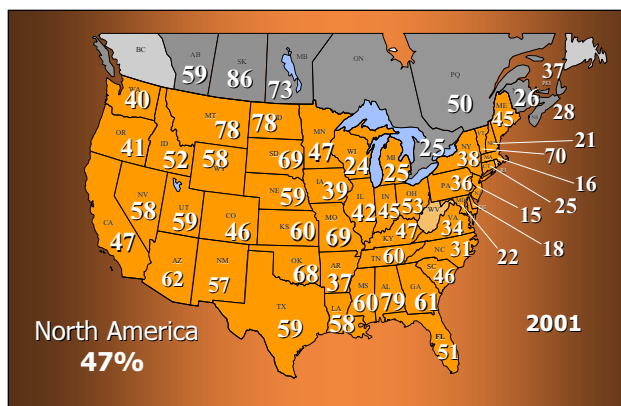 BC
AB
59
SK
86
MB
73
ON
PQ
50
37
26
28
WA
40
MT
78
ND
78
MN
47
WI
24
MI
25
25
NY
38
ME
45
VT
21
70
16
25
15
18
22
OR
41
ID
52
WY
58
SD
69
IA
39
NE
59
IL
42
IN
45
OH
53
PA
36
WV
VA
34
NV
58
UT
59
CO
46
KS
60
MO
69
KY
47
NC
31
CA
47
AZ
62
NM
57
OK
68
AR
37
TN
60
SC
46
MS
60
AL
79
GA
61
TX
59
LA
58
FL
51
North America
47%
2001